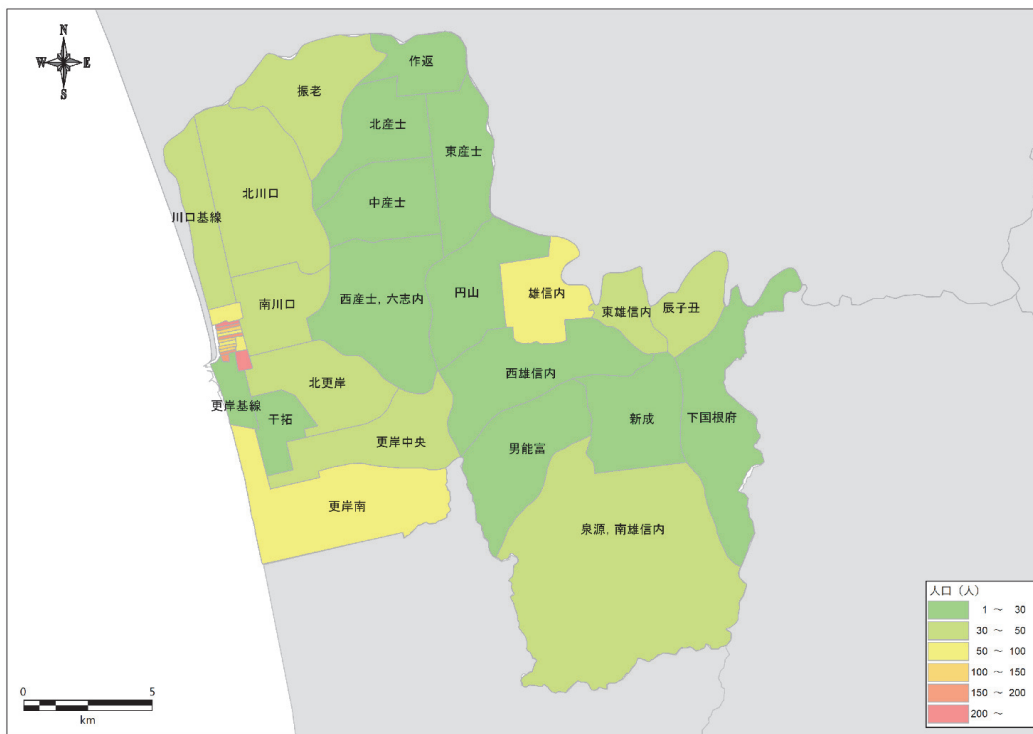 N
W E
S
作返
振老
北産士
東産士
北川口
中産士
川口基線
西産士, 六志内
円山
雄信内
南川口
東雄信内
辰子丑
北更岸
西雄信内
更岸基線
干拓
新成
下国根府
更岸中央
男能富
更岸南
泉源, 南雄信内
人口（人）
1 ～ 30
30 ～ 50
50 ～ 100
100 ～ 150
150 ～ 200
200 ～
0 5
km